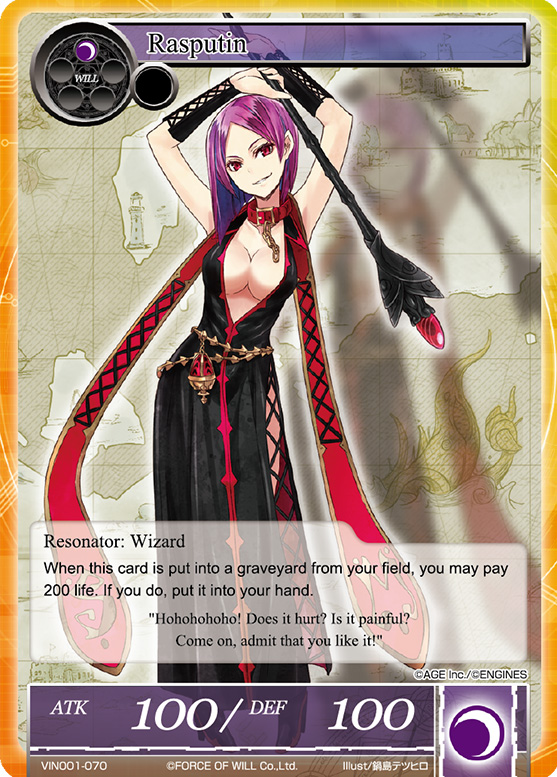 Rasputin
WILL
Resonator: Wizard
When this card is put into a graveyard from your field, you may pay
200 life. If you do, put it into your hand.
"Hohohohoho! Does it hurt? Is it painful?
Come on, admit that you like it!"
©AGE Inc./©ENGINES
ATK 100 / DEF 100
VIN001-070 ©FORCE OF WILL Co.,Ltd. Illust/鍋島テツヒロ